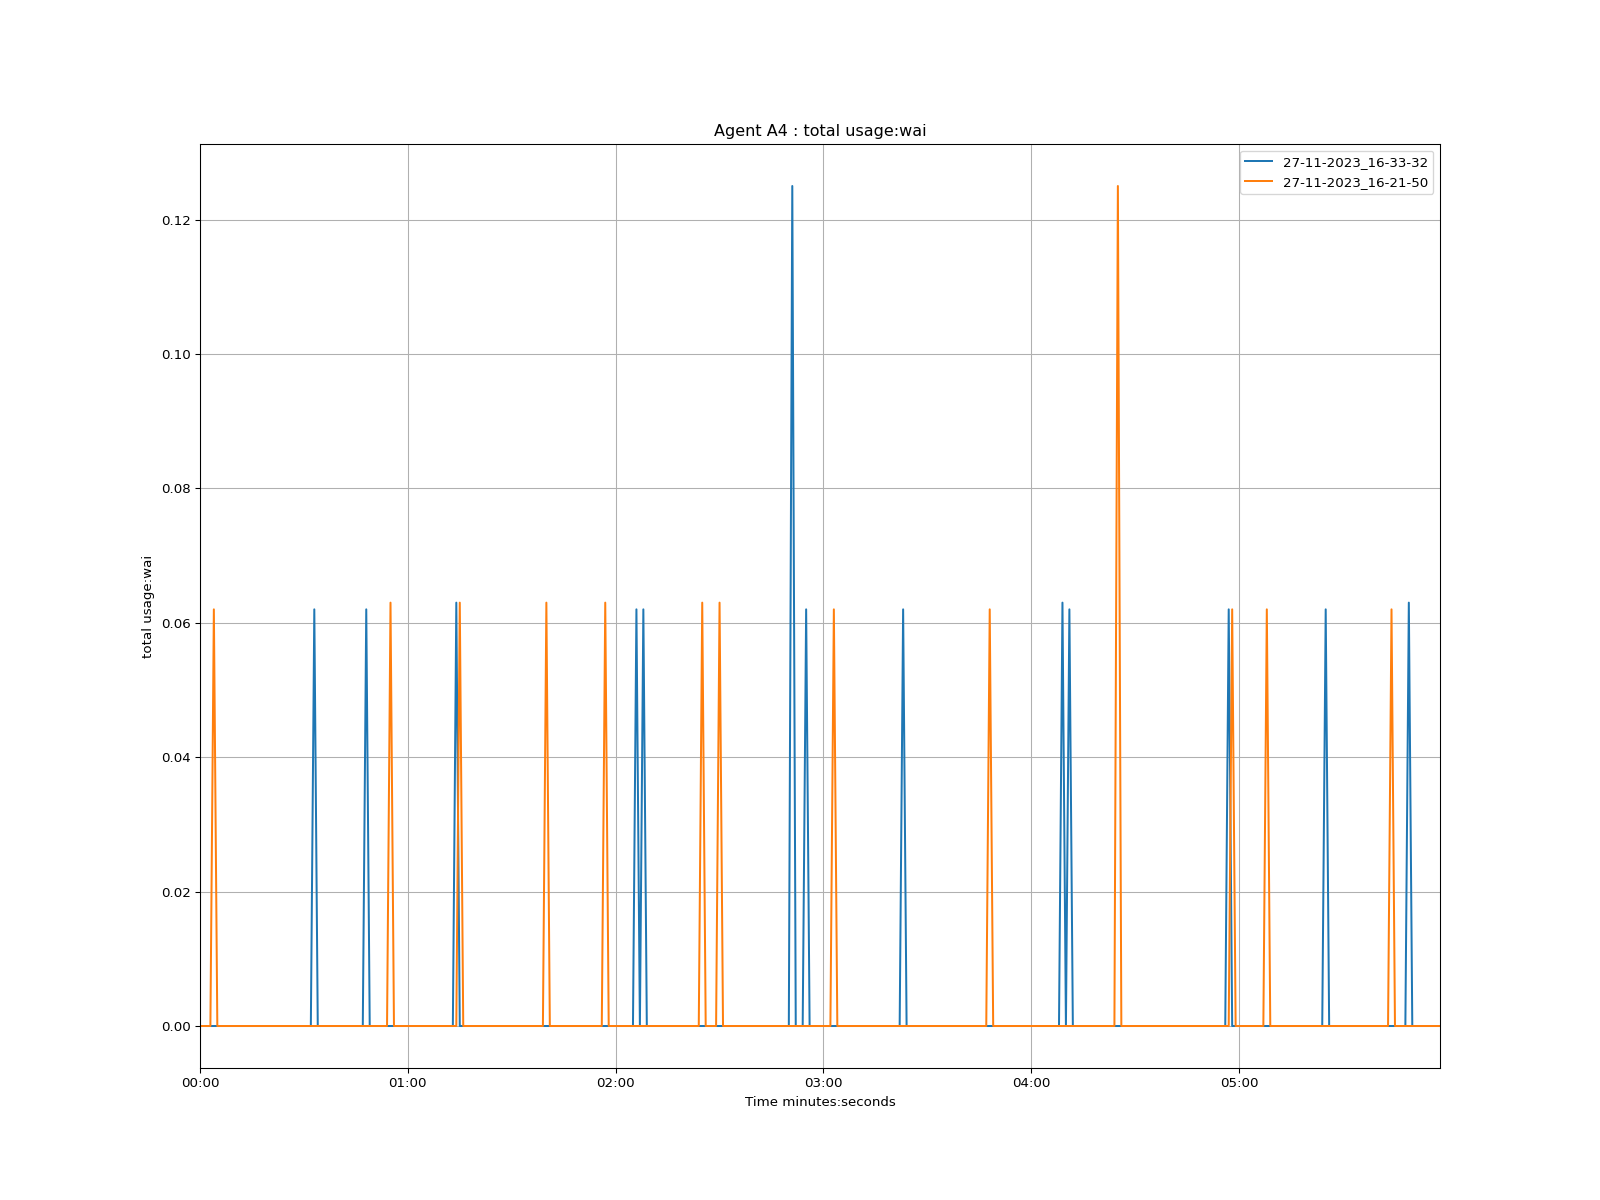 Agent A4 : total usage:wai
27-11-2023_16-33-32
27-11-2023_16-21-50
total usage:wai
0.12
0.10
0.08
0.06
0.04
0.02
0.00
00:00 01:00 02:00 03:00 04:00 05:00
Time minutes:seconds